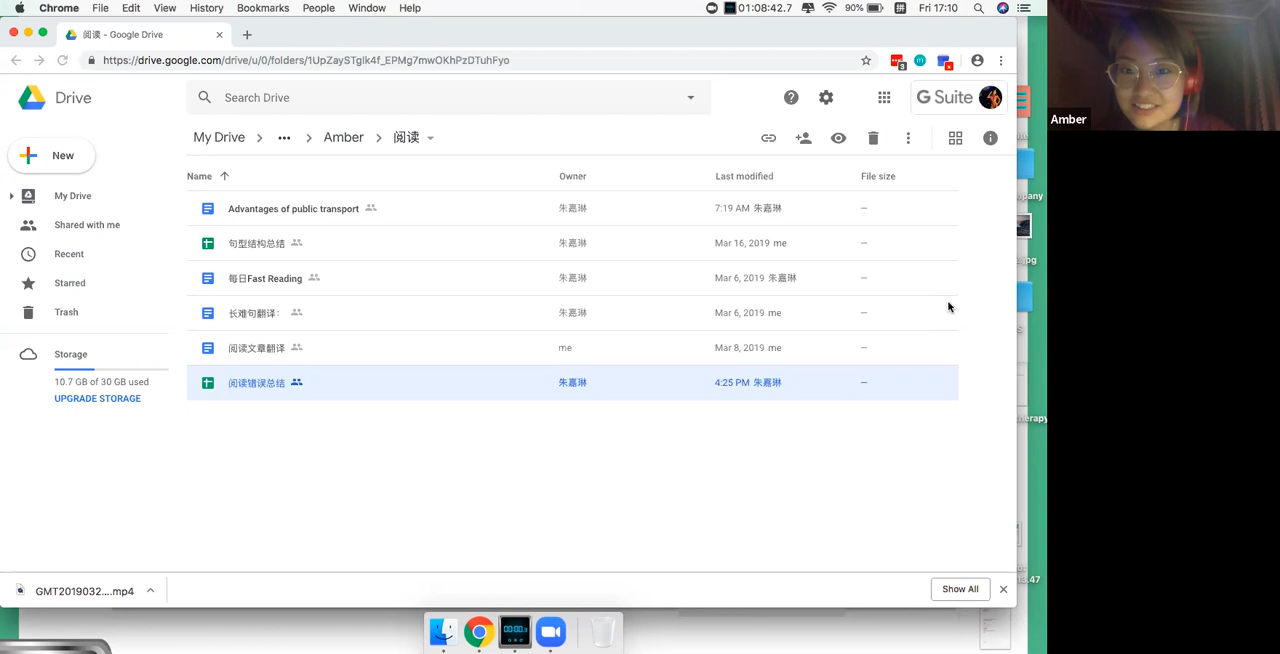 Chrome File Edit View History Bookmarks People Window Help 01:08:42.7 90% Fri 17:10
阅读 - Google Drive
https://drive.google.com/drive/u/0/folders/1UpZaySTglk4f_EPMg7mwOKhPzDTuhFyo
Drive Search Drive G Suite
My Drive Amber 阅读
New
Name Owner Last modified File size
My Drive
Shared with me
Recent
Starred
Trash
Storage
10.7 GB of 30 GB used
UPGRADE STORAGE
Advantages of public transport 朱嘉琳 7:19 AM 朱嘉琳 –
句型结构总结 朱嘉琳 Mar 16, 2019 me –
每日Fast Reading 朱嘉琳 Mar 6, 2019 朱嘉琳 –
长难句翻译： 朱嘉琳 Mar 6, 2019 me –
阅读文章翻译 me Mar 8, 2019 me –
阅读错误总结 朱嘉琳 4:25 PM 朱嘉琳 –
GMT2019032....mp4 Show All
Amber
pany
.jpg
therapy
13.47